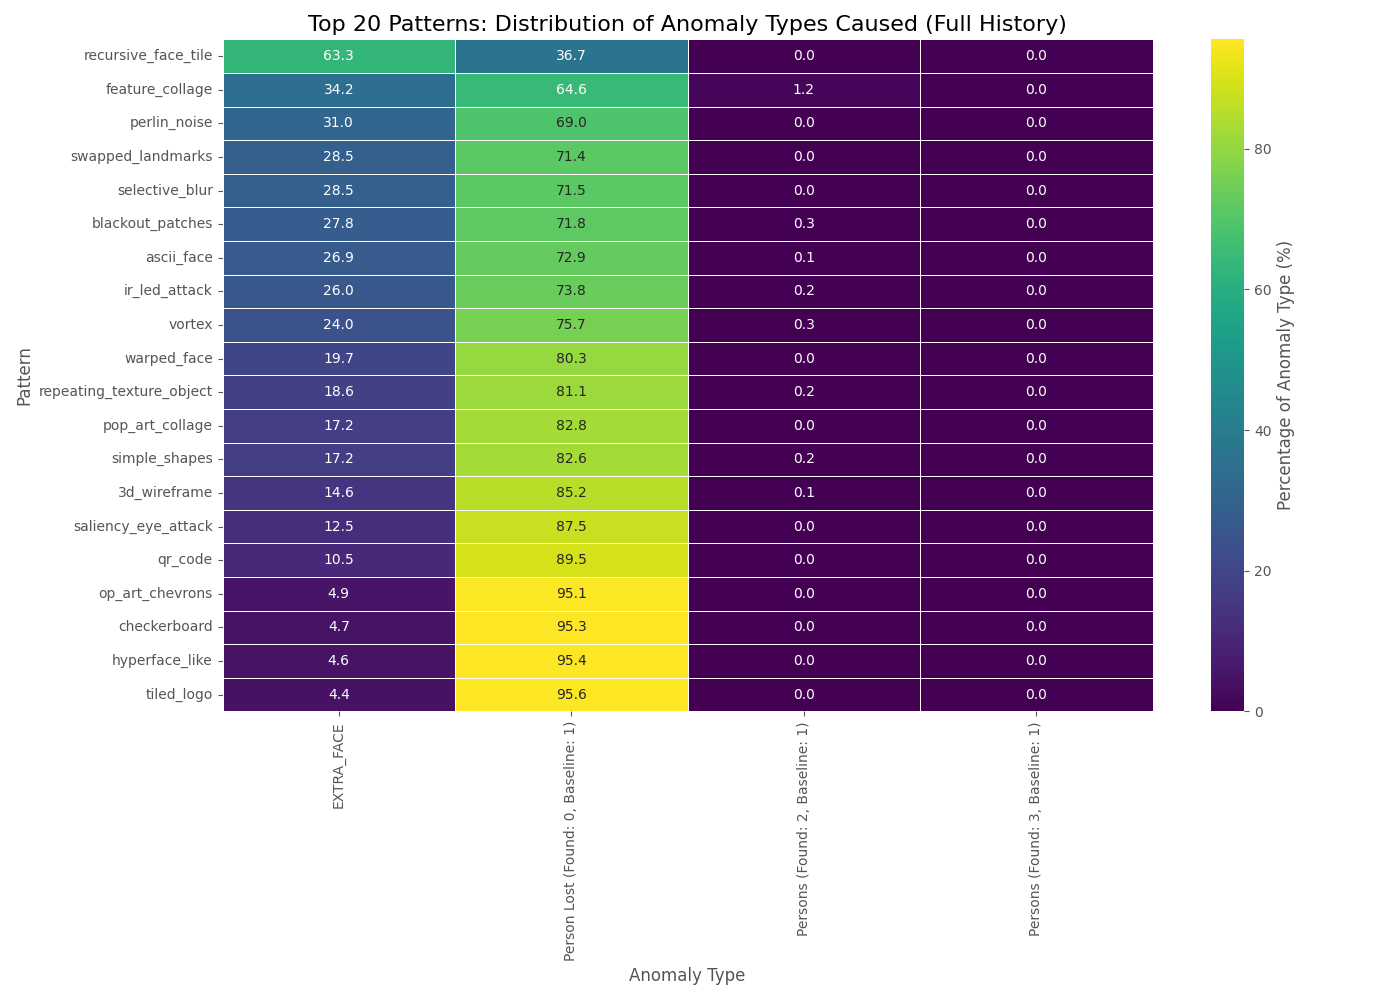 Top 20 Patterns: Distribution of Anomaly Types Caused (Full History)
recursive_face_tile 63.3 36.7 0.0 0.0
feature_collage 34.2 64.6 1.2 0.0
perlin_noise 31.0 69.0 0.0 0.0
swapped_landmarks 28.5 71.4 0.0 0.0
selective_blur 28.5 71.5 0.0 0.0
blackout_patches 27.8 71.8 0.3 0.0
ascii_face 26.9 72.9 0.1 0.0
ir_led_attack 26.0 73.8 0.2 0.0
vortex 24.0 75.7 0.3 0.0
warped_face 19.7 80.3 0.0 0.0
repeating_texture_object 18.6 81.1 0.2 0.0
pop_art_collage 17.2 82.8 0.0 0.0
simple_shapes 17.2 82.6 0.2 0.0
3d_wireframe 14.6 85.2 0.1 0.0
saliency_eye_attack 12.5 87.5 0.0 0.0
qr_code 10.5 89.5 0.0 0.0
op_art_chevrons 4.9 95.1 0.0 0.0
checkerboard 4.7 95.3 0.0 0.0
hyperface_like 4.6 95.4 0.0 0.0
tiled_logo 4.4 95.6 0.0 0.0
Pattern
EXTRA_FACE
Person Lost (Found: 0, Baseline: 1)
Persons (Found: 2, Baseline: 1)
Persons (Found: 3, Baseline: 1)
Anomaly Type
80
60
40
20
0
Percentage of Anomaly Type (%)